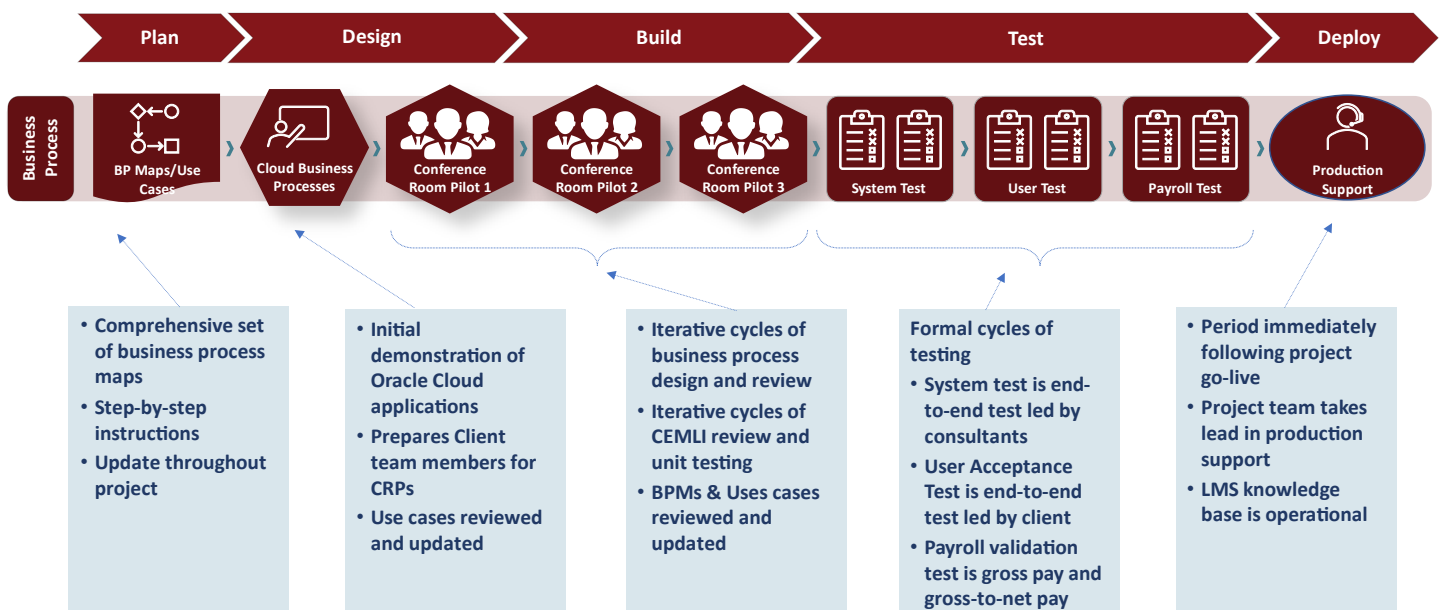 Plan
Design
Build
Test
Deploy
Business
Process
BP Maps/Use
Cases
Cloud Business
Processes
Conference
Room Pilot 1
Conference
Room Pilot 2
Conference
Room Pilot 3
System Test
User Test
Payroll Test
Production
Support
• Comprehensive set
of business process
maps
• Step-by-step
instructions
• Update throughout
project
• Initial
demonstration of
Oracle Cloud
applications
• Prepares Client
team members for
CRPs
• Use cases reviewed
and updated
• Iterative cycles of
business process
design and review
• Iterative cycles of
CEMLI review and
unit testing
• BPMs & Uses cases
reviewed and
updated
Formal cycles of
testing
• System test is end-
to-end test led by
consultants
• User Acceptance
Test is end-to-end
test led by client
• Payroll validation
test is gross pay and
gross-to-net pay
• Period immediately
following project
go-live
• Project team takes
lead in production
support
• LMS knowledge
base is operational